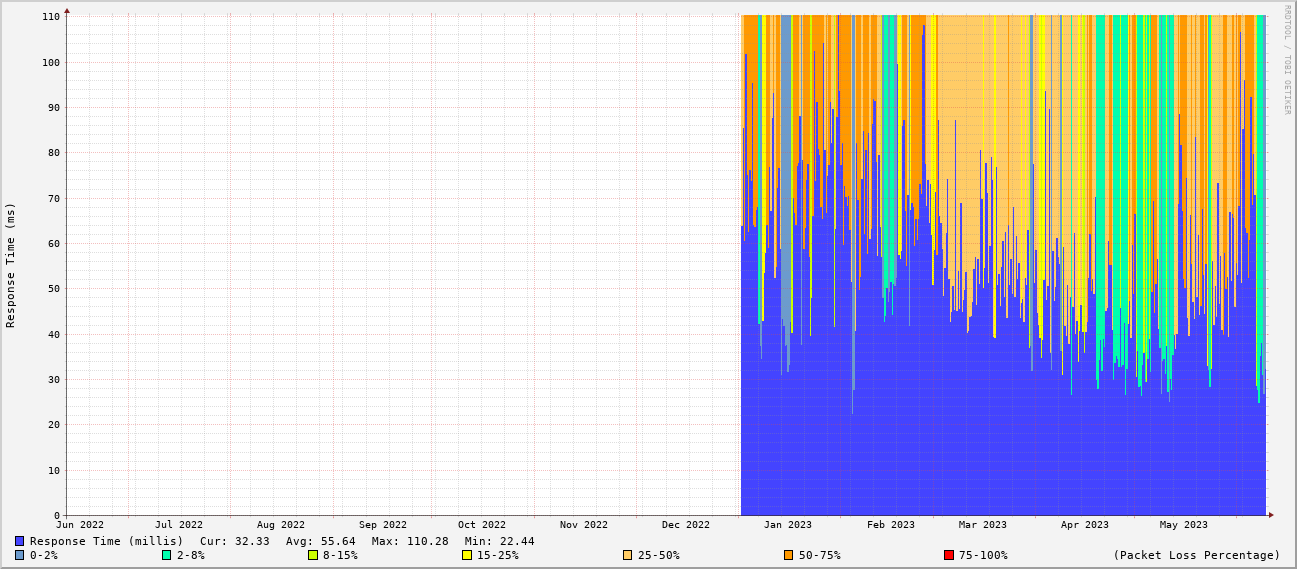 RRDTOOL / TOBI OETIKER
Response Time (ms)
110
100
90
80
70
60
50
40
30
20
10
0
Jun 2022 Jul 2022 Aug 2022 Sep 2022 Oct 2022 Nov 2022 Dec 2022 Jan 2023 Feb 2023 Mar 2023 Apr 2023 May 2023
Response Time (millis) Cur: 32.33 Avg: 55.64 Max: 110.28 Min: 22.44
0-2% 2-8% 8-15% 15-25% 25-50% 50-75% 75-100% (Packet Loss Percentage)